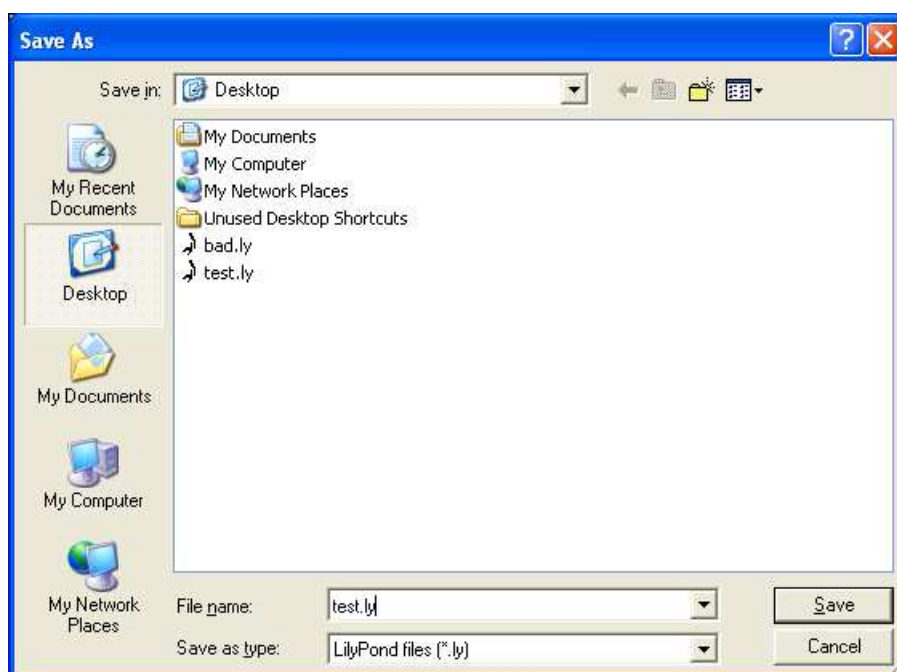 Save As
Save in: Desktop
My Documents
My Computer
My Network Places
Unused Desktop Shortcuts
bad.ly
test.ly
My Recent
Documents
Desktop
My Documents
My Computer
My Network
Places
File name: test.ly Save
Save as type: LilyPond files (*.ly) Cancel